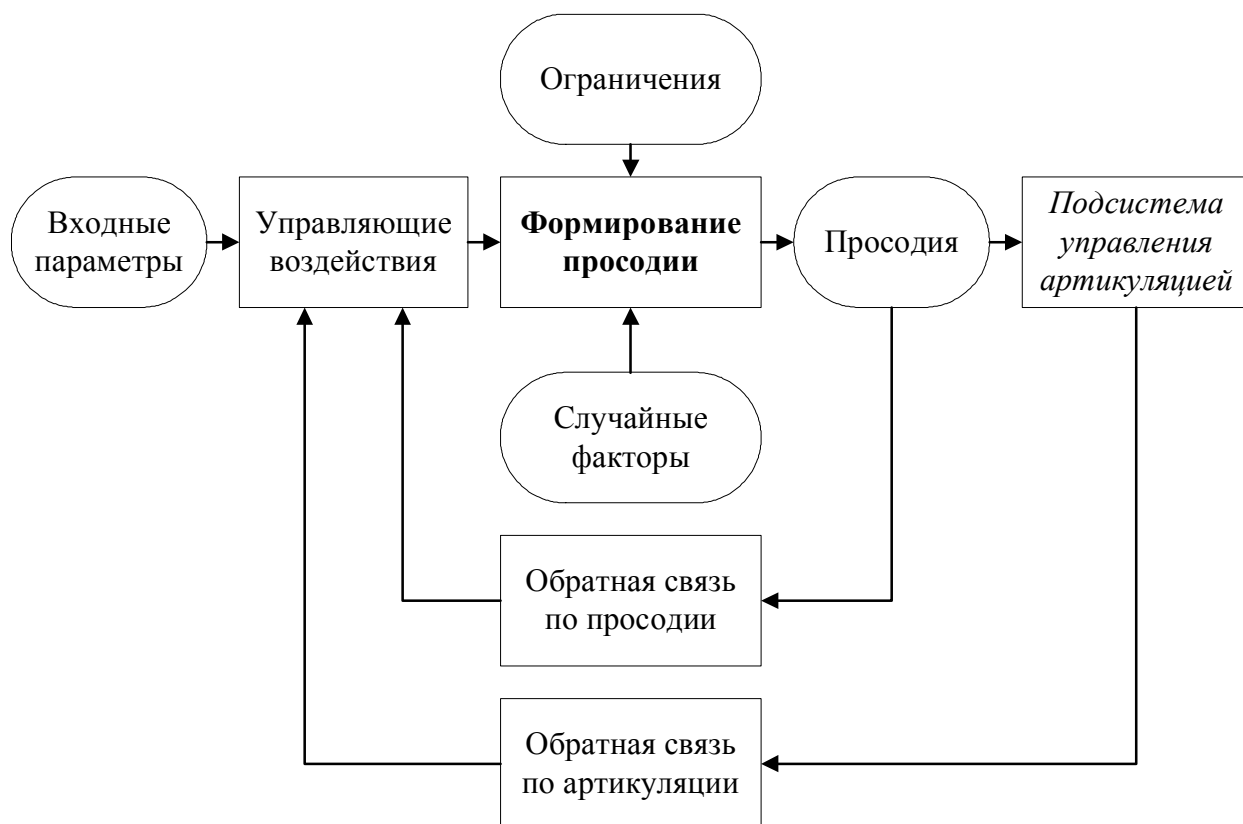 Ограничения
Входные
параметры
Управляющие
воздействия
Формирование
просодии
Просодия
Подсистема
управления
артикуляцией
Случайные
факторы
Обратная связь
по просодии
Обратная связь
по артикуляции